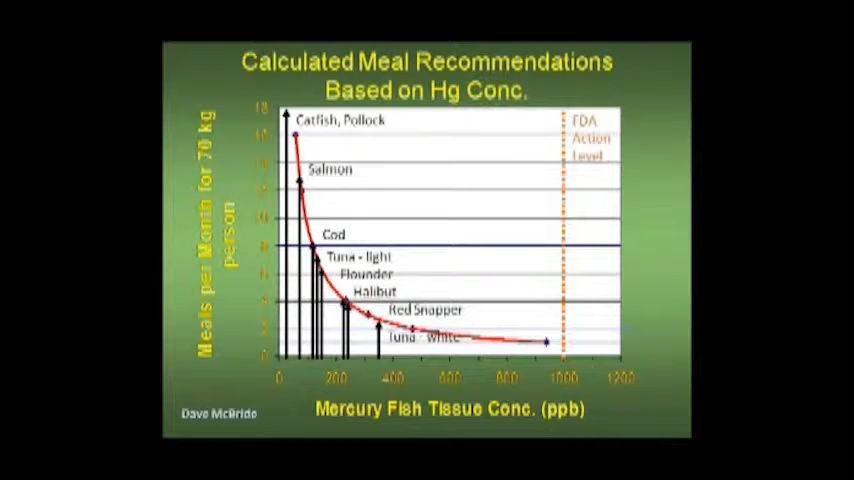 Calculated Meal Recommendations
Based on Hg Conc.
Meals per Month for 70 kg
person
18
Catfish, Pollock
Salmon
Cod
Tuna - light
Flounder
Halibut
Red Snapper
Tuna - white
FDA
Action
Level
0 200 400 600 800 1000 1200
Mercury Fish Tissue Conc. (ppb)
Dave McBride